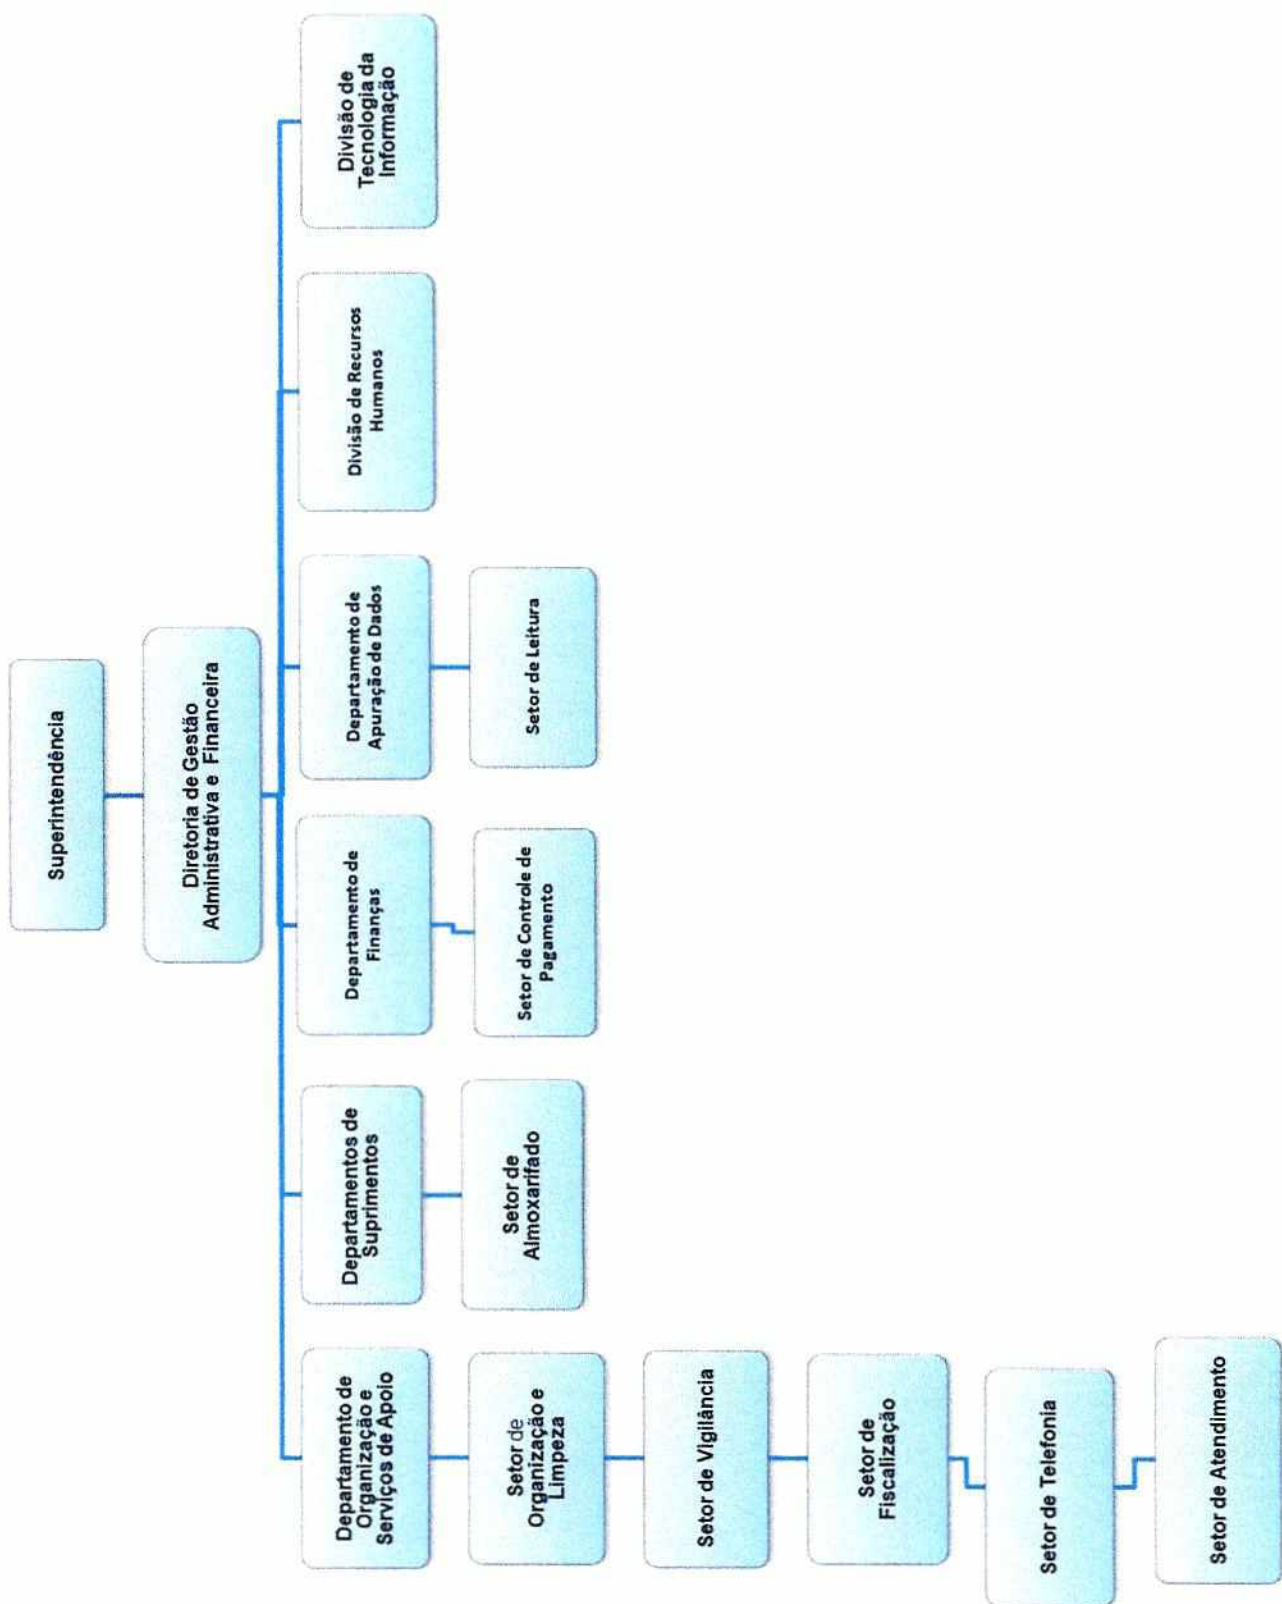 Superintendência
Diretoria de Gestão
Administrativa e Financeira
Departamento de
Organização e
Serviços de Apoio
Departamentos de
Suprimentos
Departamento de
Finanças
Departamento de
Apuração de Dados
Divisão de Recursos
Humanos
Divisão de
Tecnologia da
Informação
Setor de
Organização e
Limpeza
Setor de
Almoxarifado
Setor de Controle de
Pagamento
Setor de Leitura
Setor de Vigilância
Setor de
Fiscalização
Setor de Telefonia
Setor de Atendimento